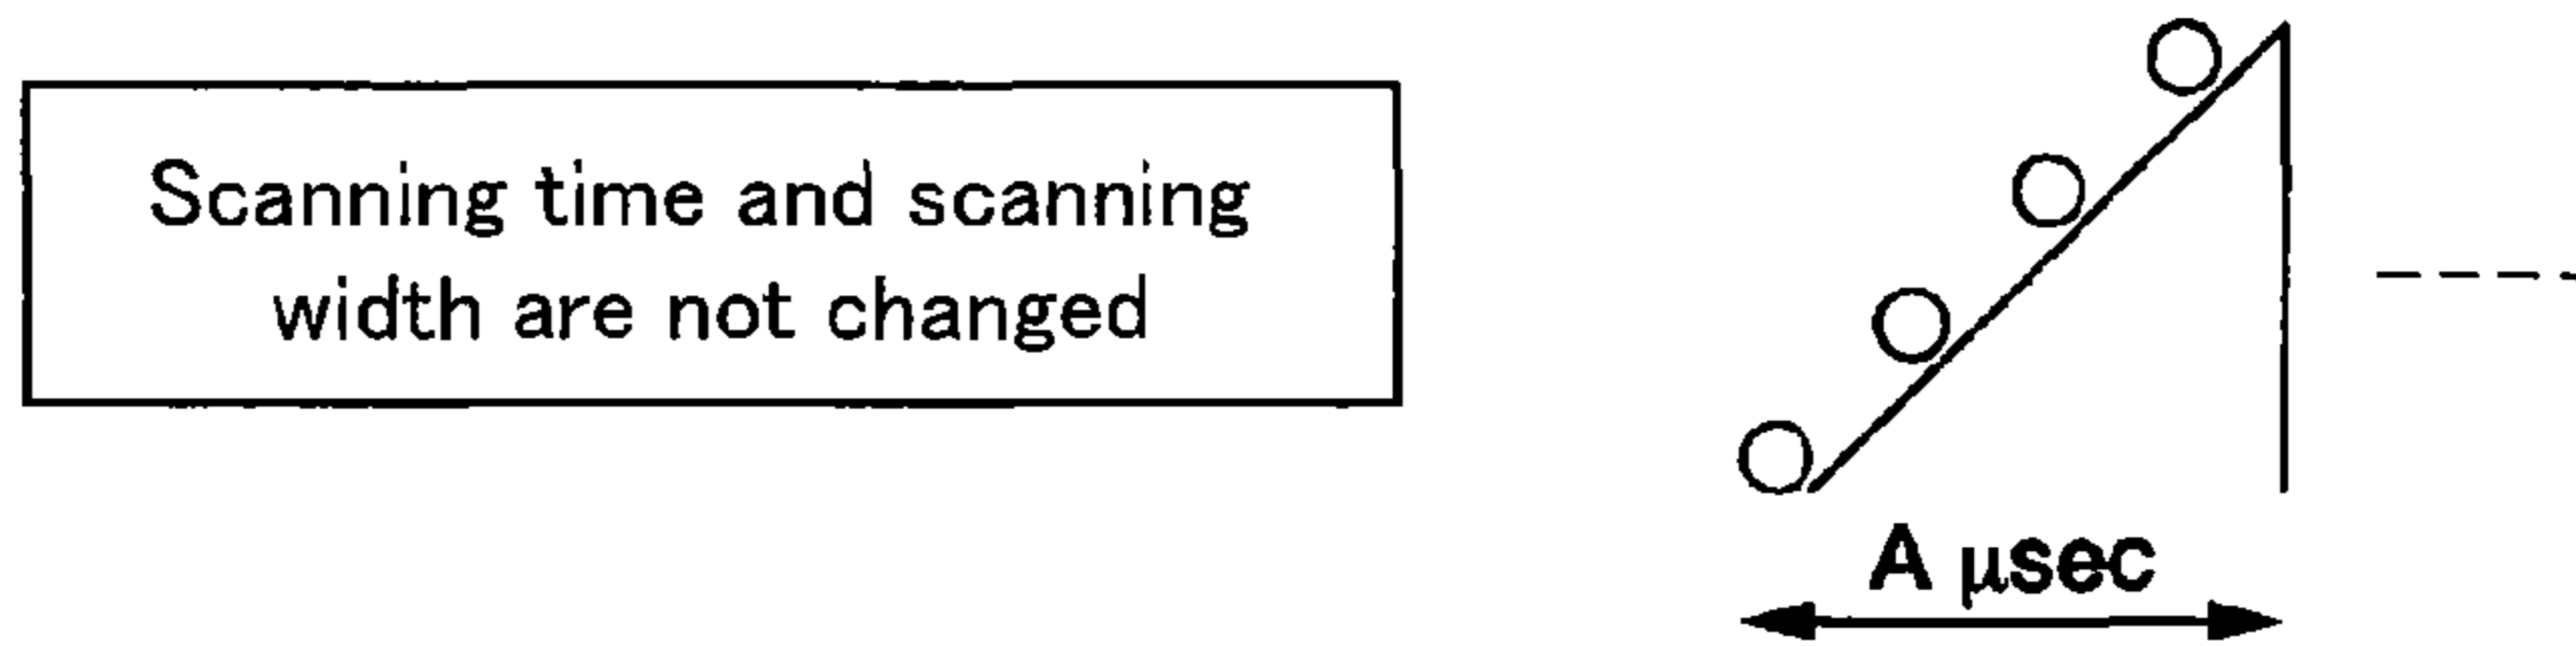 Scanning time and scanning
width are not changed
A μsec